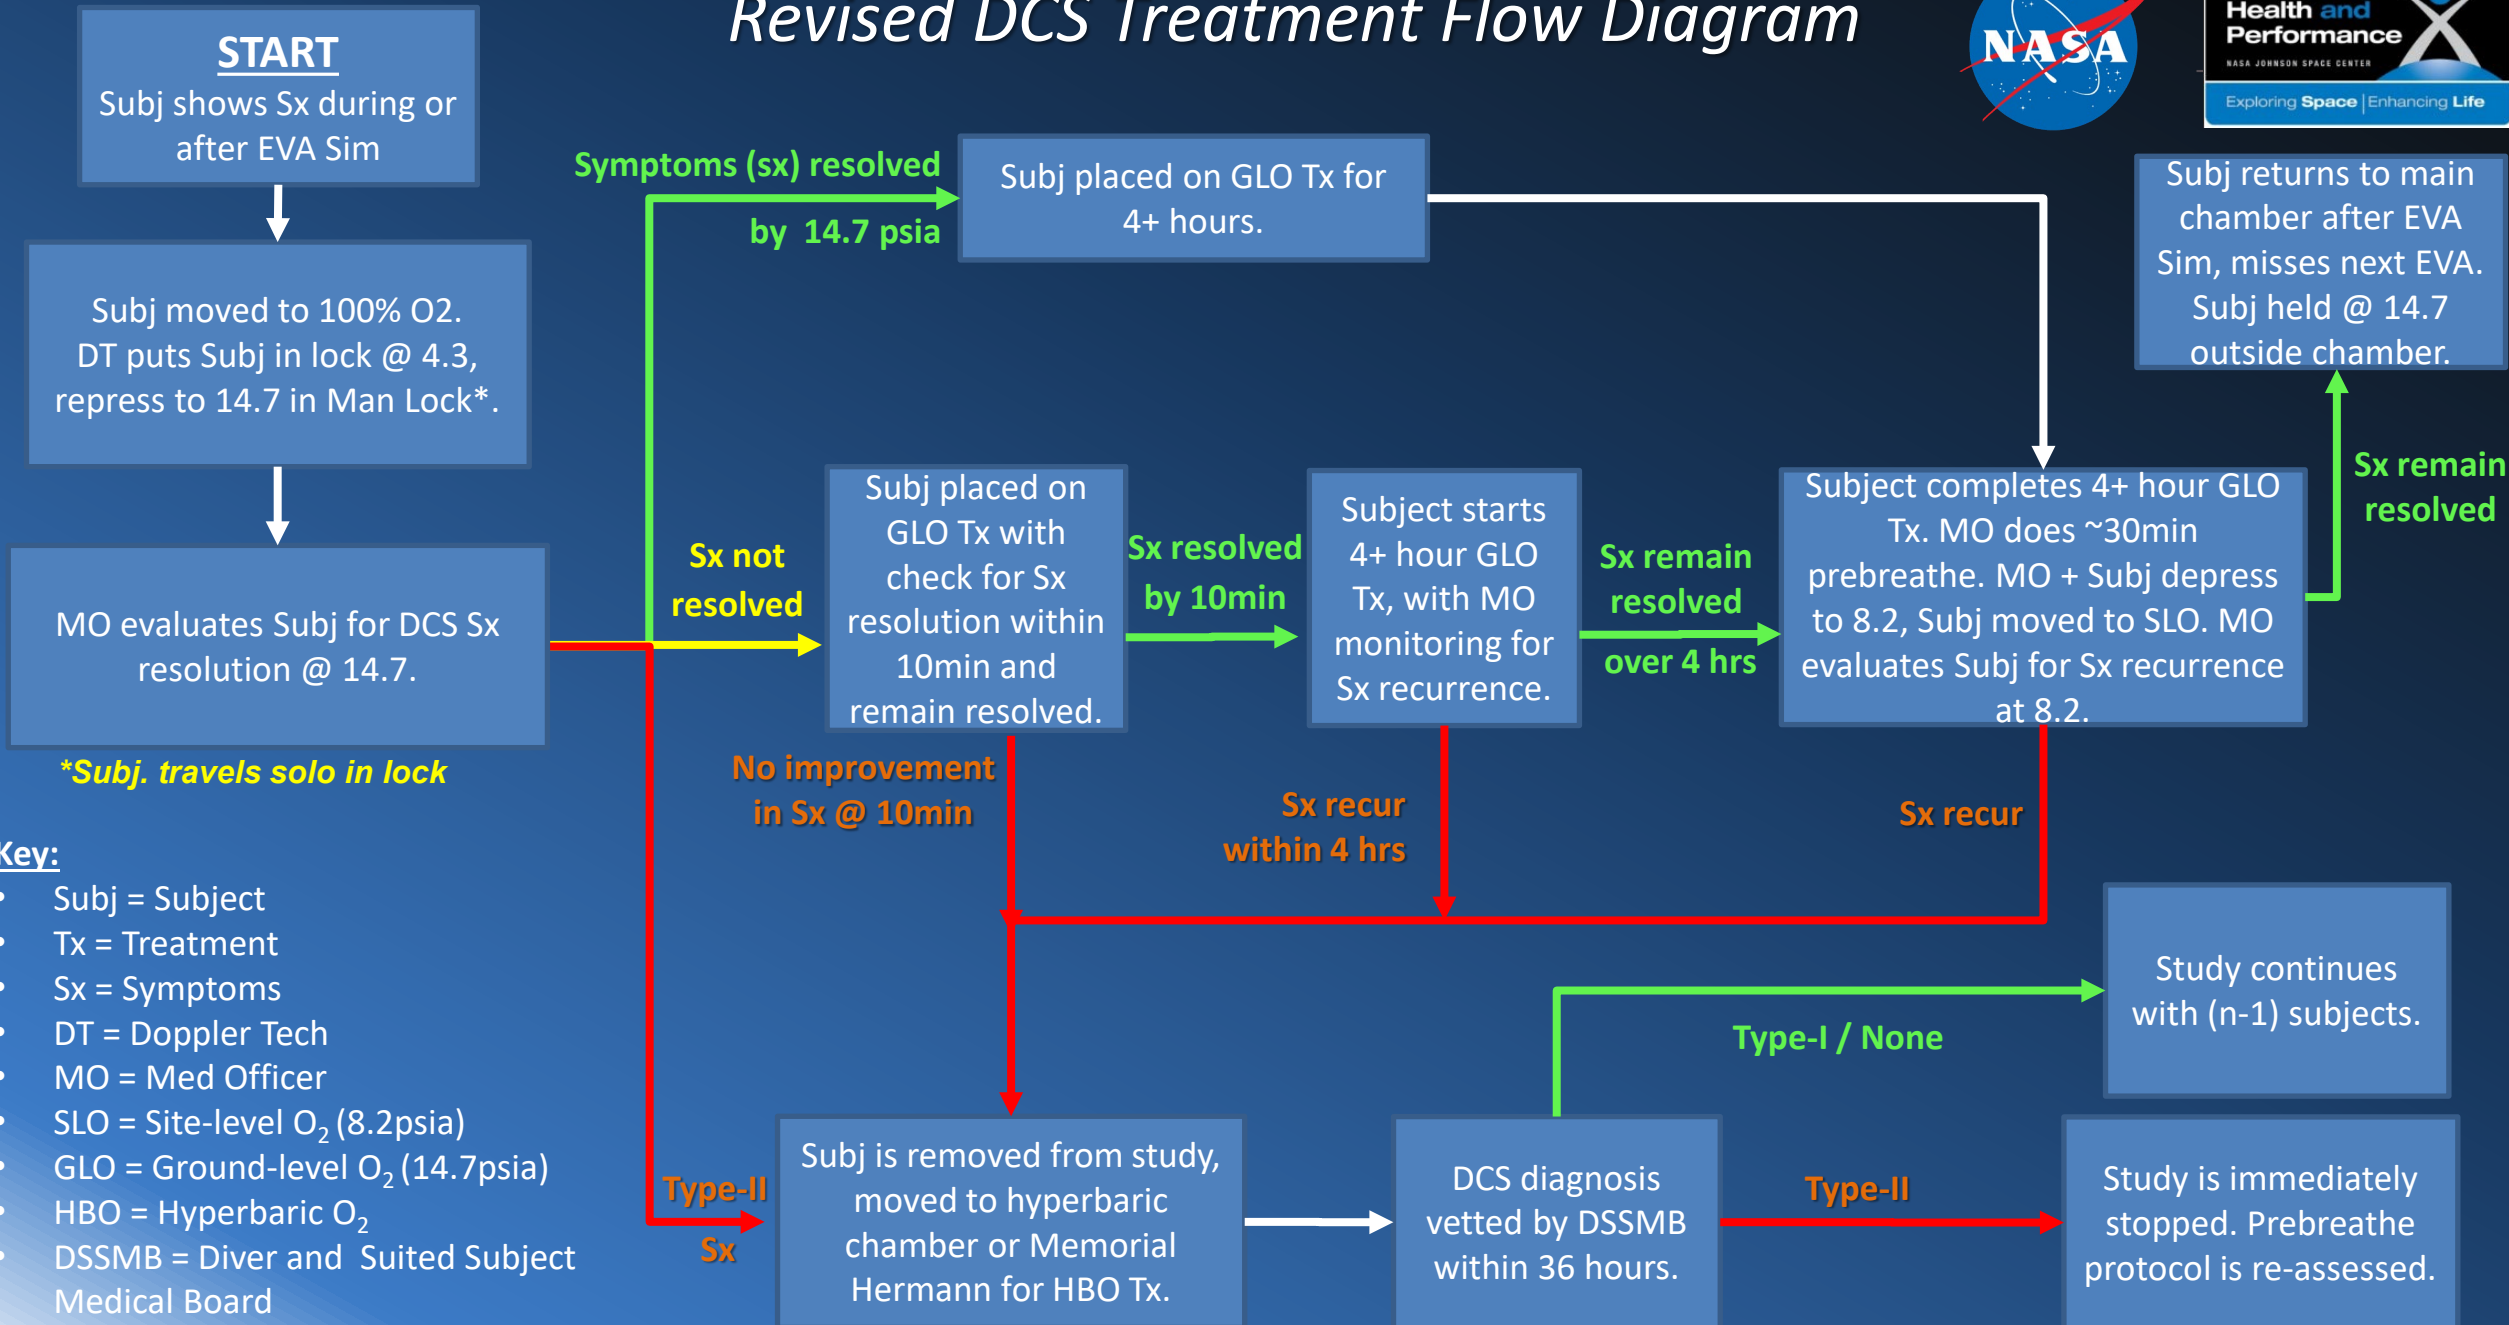 Revised DCS Treatment Flow Diagram
NASA
Health and
Performance
NASA JOHNSON SPACE CENTER
Exploring Space | Enhancing Life
START
Subj shows Sx during or
after EVA Sim
Subj moved to 100% O2.
DT puts Subj in lock @ 4.3,
repress to 14.7 in Man Lock*.
MO evaluates Subj for DCS Sx
resolution @ 14.7.
*Subj. travels solo in lock
Symptoms (sx) resolved
by 14.7 psia
Subj placed on GLO Tx for
4+ hours.
Sx not
resolved
Subj placed on
GLO Tx with
check for Sx
resolution within
10min and
remain resolved.
Sx resolved
by 10min
Subject starts
4+ hour GLO
Tx, with MO
monitoring for
Sx recurrence.
Sx remain
resolved
over 4 hrs
Subject completes 4+ hour GLO
Tx. MO does ~30min
prebreathe. MO + Subj depress
to 8.2, Subj moved to SLO. MO
evaluates Subj for Sx recurrence
at 8.2.
Sx remain
resolved
Subj returns to main
chamber after EVA
Sim, misses next EVA.
Subj held @ 14.7
outside chamber.
No improvement
in Sx @ 10min
Sx recur
within 4 hrs
Sx recur
Type-II
Sx
Subj is removed from study,
moved to hyperbaric
chamber or Memorial
Hermann for HBO Tx.
DCS diagnosis
vetted by DSSMB
within 36 hours.
Type-I / None
Study continues
with (n-1) subjects.
Type-II
Study is immediately
stopped. Prebreathe
protocol is re-assessed.
Key:
• Subj = Subject
• Tx = Treatment
• Sx = Symptoms
• DT = Doppler Tech
• MO = Med Officer
• SLO = Site-level O₂ (8.2psia)
• GLO = Ground-level O₂ (14.7psia)
• HBO = Hyperbaric O₂
• DSSMB = Diver and Suited Subject
Medical Board